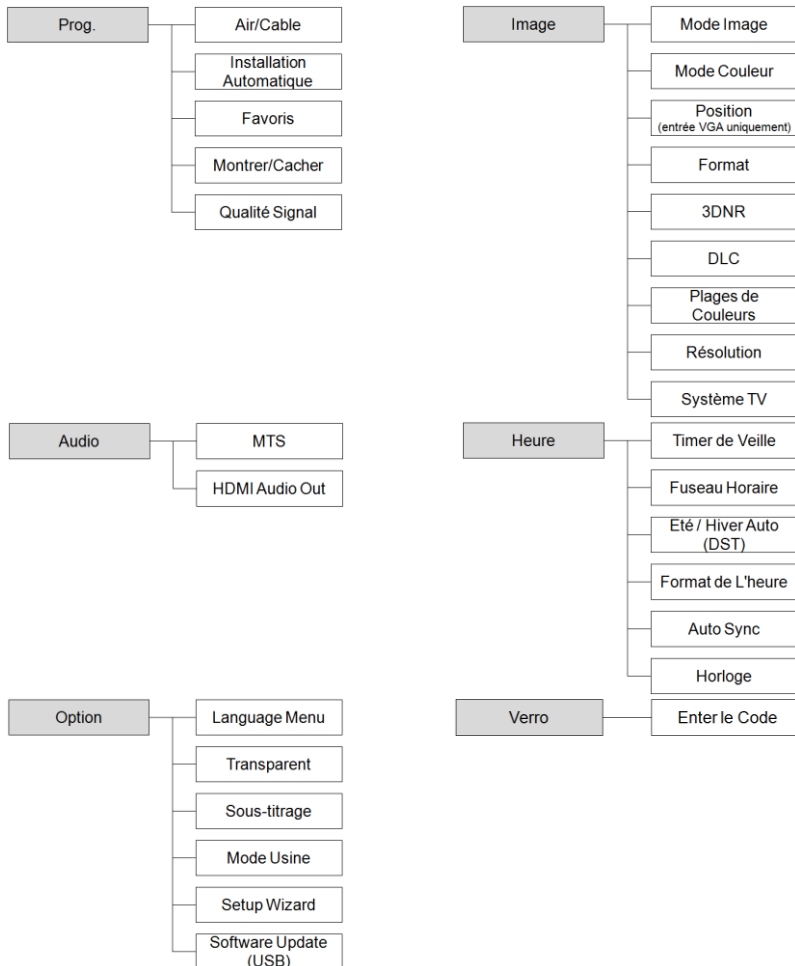 Prog.
Air/Cable
Installation
Automatique
Favoris
Montrer/Cacher
Qualité Signal
Image
Mode Image
Mode Couleur
Position
(entrée VGA uniquement)
Format
3DNR
DLC
Plages de
Couleurs
Résolution
Système TV
Audio
MTS
HDMI Audio Out
Heure
Timer de Veille
Fuseau Horaire
Eté / Hiver Auto
(DST)
Format de L'heure
Auto Sync
Horloge
Option
Language Menu
Transparent
Sous-titrage
Mode Usine
Setup Wizard
Software Update
(USB)
Verro
Enter le Code